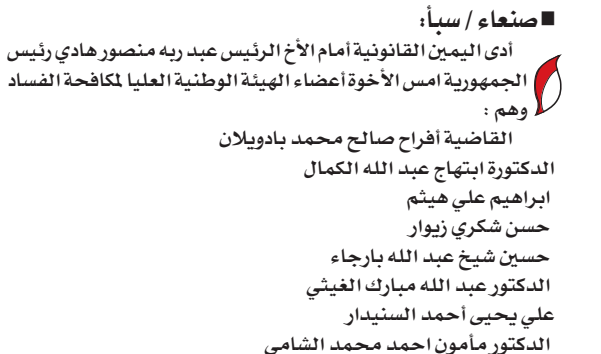 ■ صنعاء / سبأ:
أدى اليمين القانونية أمام الأخ الرئيس عبد ربه منصور هادي رئيس
الجمهورية امس الأخوة أعضاء الهيئة الوطنية العليا لمكافحة الفساد
وهم :
القاضية أفراح صالح محمد بادويلان
الدكتورة ابتهاج عبد الله الكمال
ابراهيم علي هيثم
حسن شكري زيوار
حسين شيخ عبد الله بارجاء
الدكتور عبد الله مبارك الغيثي
علي يحيى أحمد السنيدار
الدكتور مأمون احمد محمد الشامي